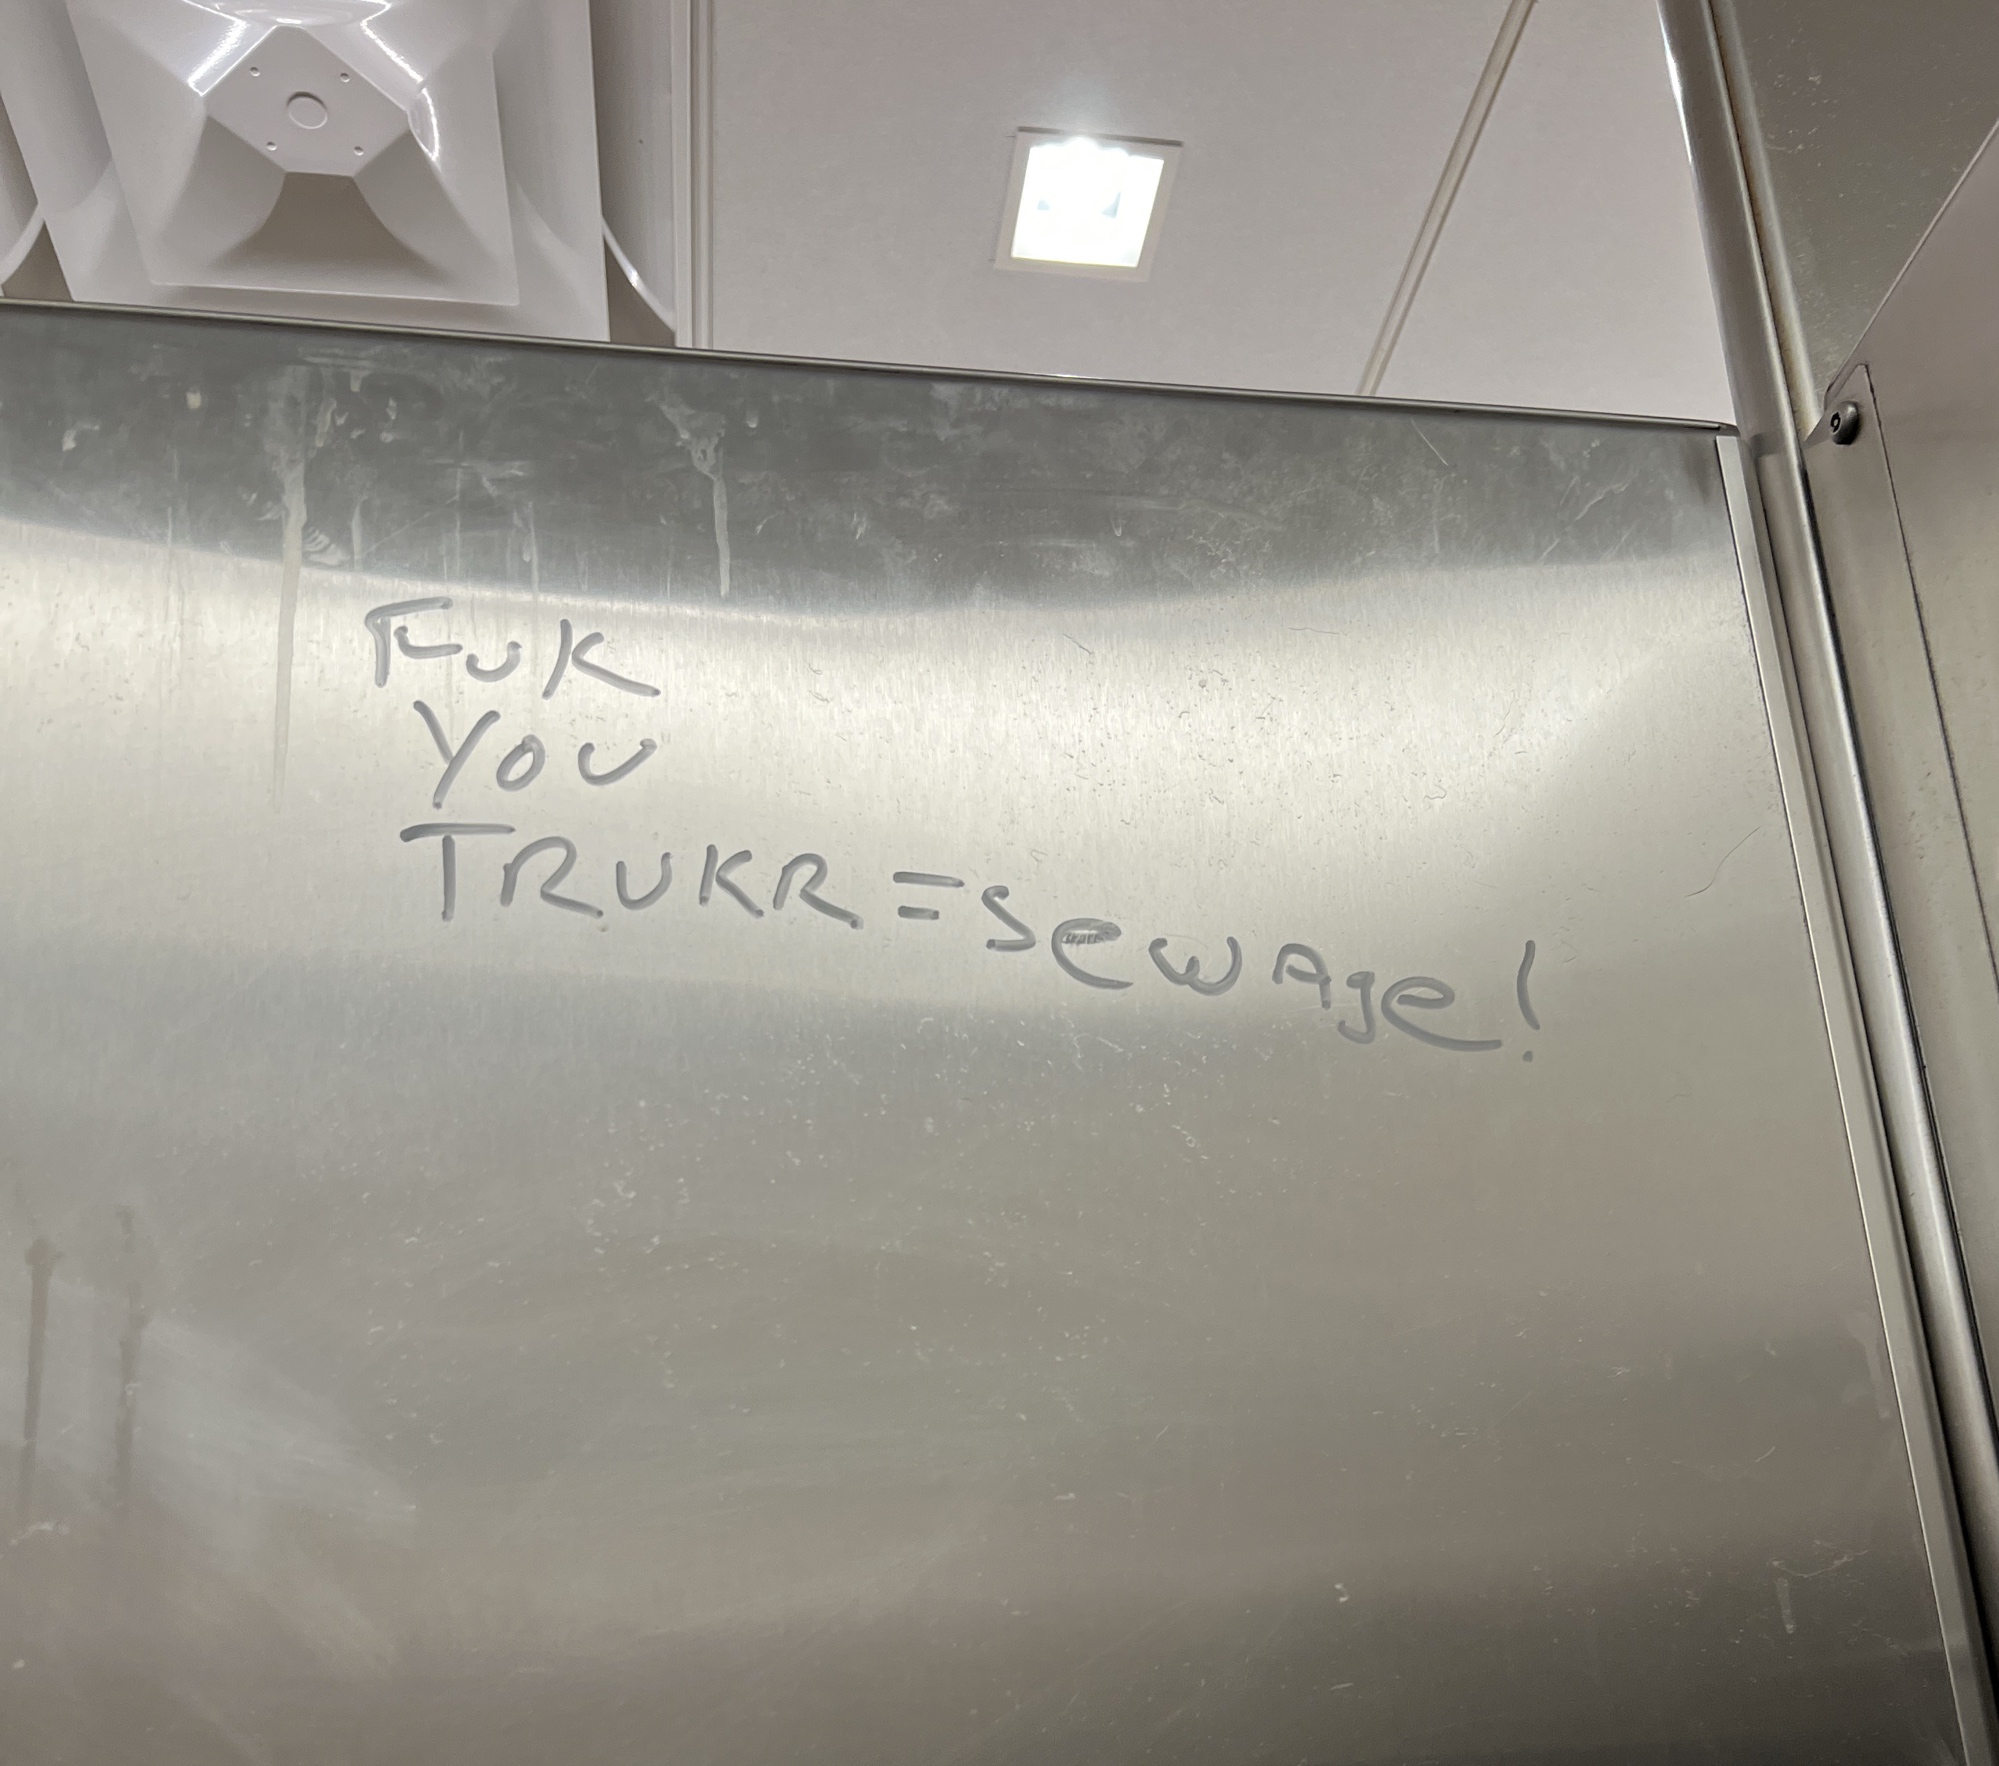 FUK
YOU
TRUKR = SewAge!